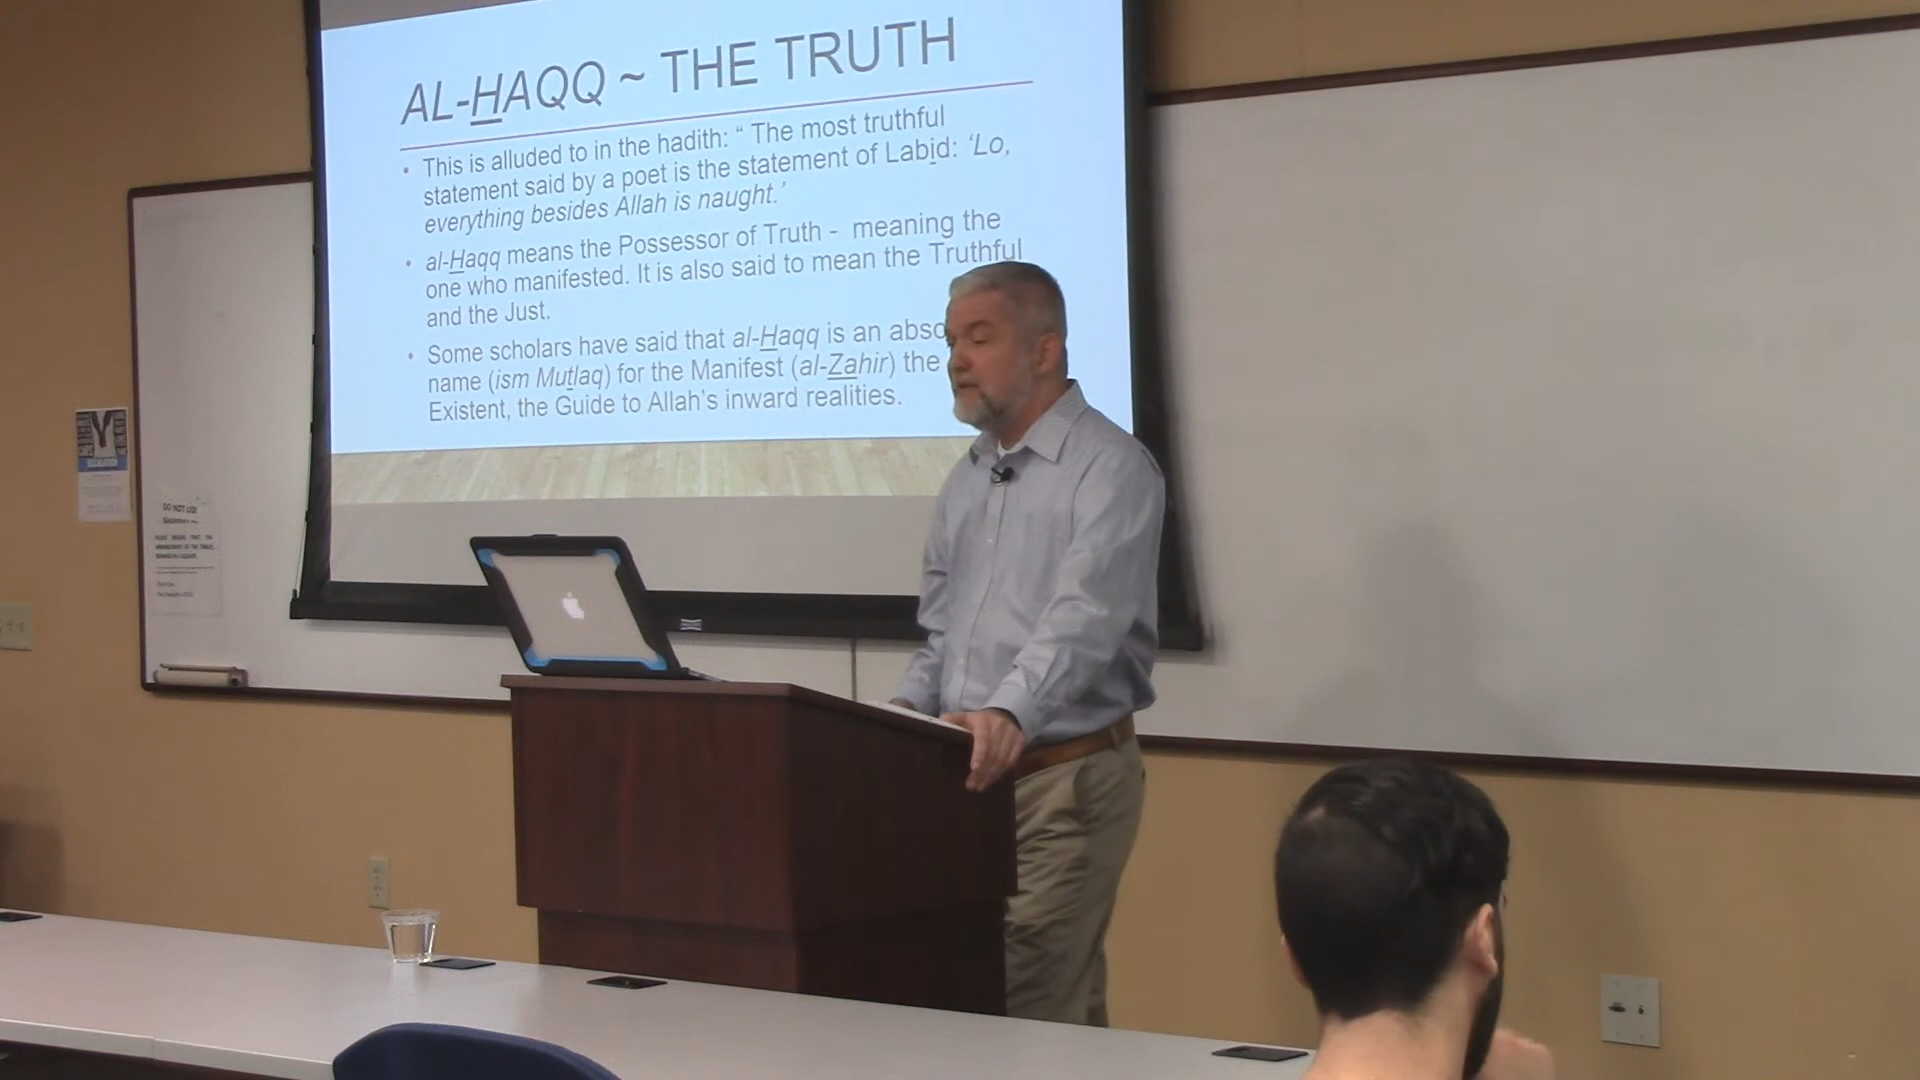 AL-HAQQ ~ THE TRUTH
• This is alluded to in the hadith: “ The most truthful
statement said by a poet is the statement of Labid: ‘Lo,
everything besides Allah is naught.’
• al-Haqq means the Possessor of Truth - meaning the
one who manifested. It is also said to mean the Truthful
and the Just.
• Some scholars have said that al-Haqq is an abso
name (ism Mutlaq) for the Manifest (al-Zahir) the
Existent, the Guide to Allah’s inward realities.
DO NOT USE